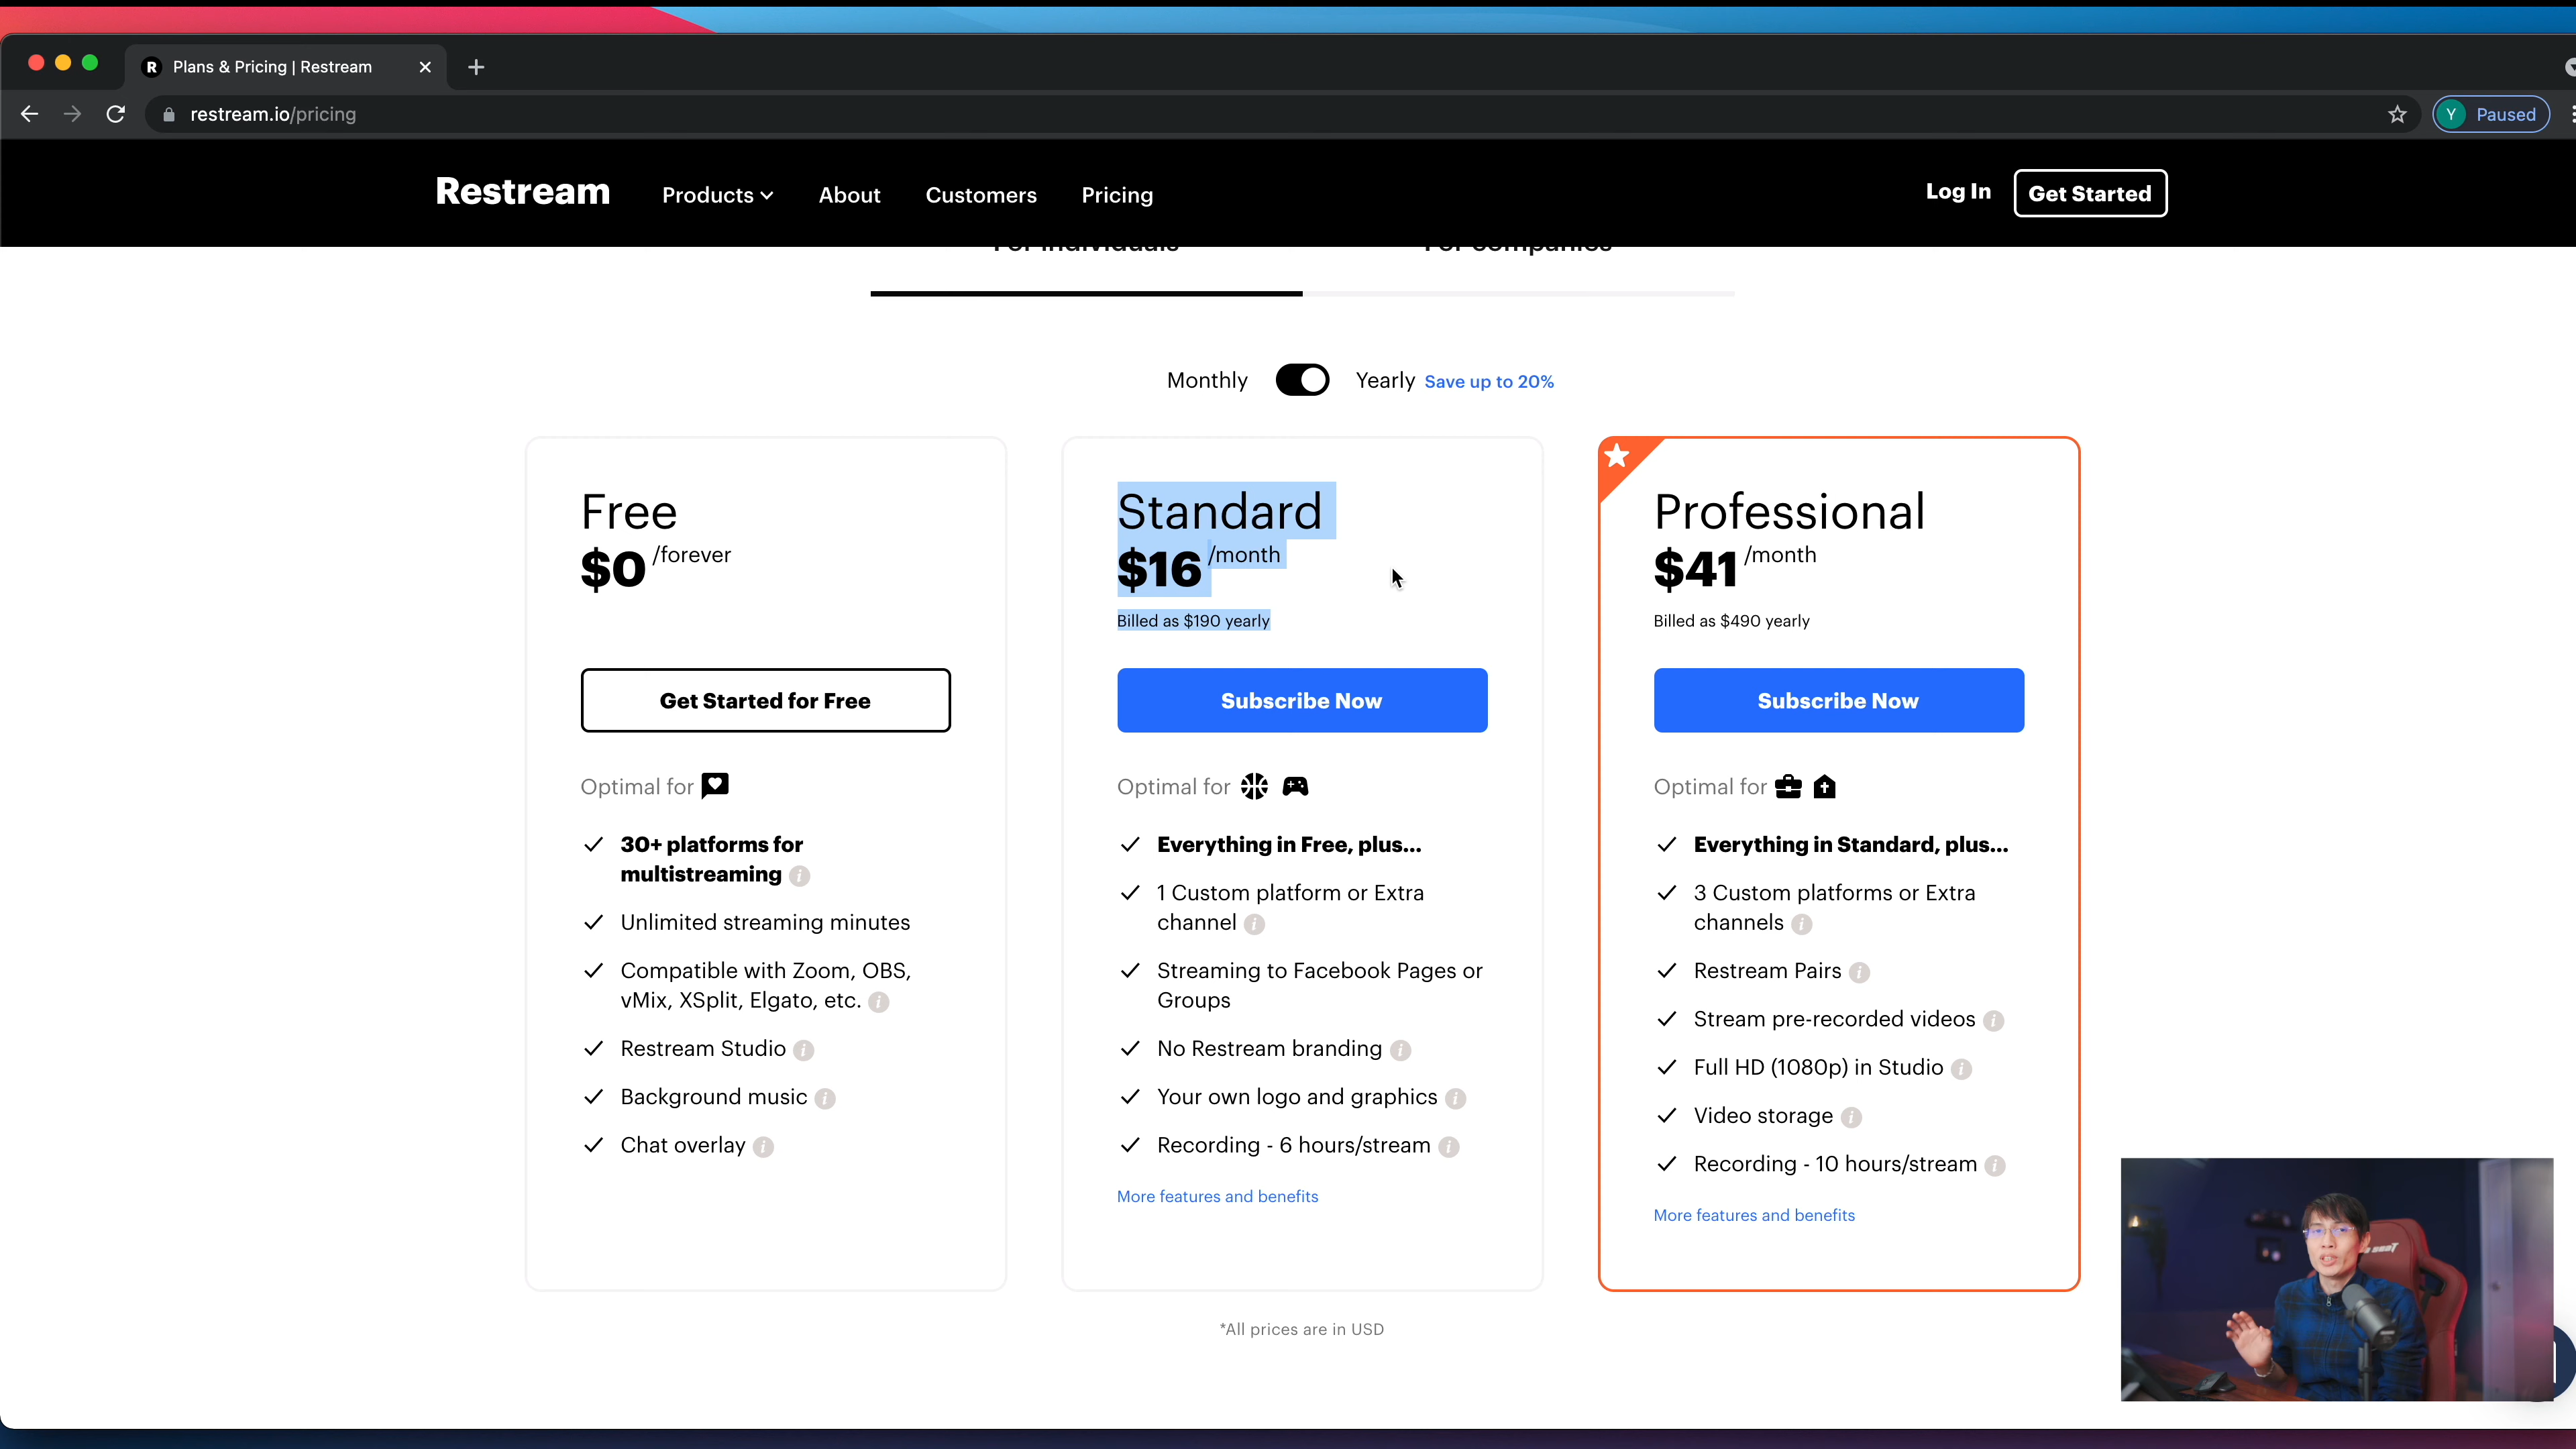 Plans & Pricing | Restream
restream.io/pricing
Y Paused
Restream
Products
About
Customers
Pricing
Log In
Get Started
For individuals
For companies
Monthly
Yearly Save up to 20%
Free
$0 /forever
Get Started for Free
Optimal for
30+ platforms for
multistreaming
Unlimited streaming minutes
Compatible with Zoom, OBS,
vMix, XSplit, Elgato, etc.
Restream Studio
Background music
Chat overlay
Standard
$16 /month
Billed as $190 yearly
Subscribe Now
Optimal for
Everything in Free, plus...
1 Custom platform or Extra
channel
Streaming to Facebook Pages or
Groups
No Restream branding
Your own logo and graphics
Recording - 6 hours/stream
More features and benefits
Professional
$41 /month
Billed as $490 yearly
Subscribe Now
Optimal for
Everything in Standard, plus...
3 Custom platforms or Extra
channels
Restream Pairs
Stream pre-recorded videos
Full HD (1080p) in Studio
Video storage
Recording - 10 hours/stream
More features and benefits
*All prices are in USD